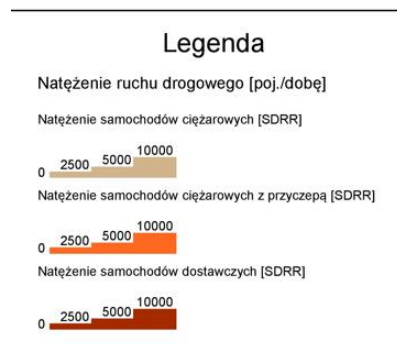 Legenda
Natężenie ruchu drogowego [poj./dobę]
Natężenie samochodów ciężarowych [SDRR]
0 2500 5000 10000
Natężenie samochodów ciężarowych z przyczepą [SDRR]
0 2500 5000 10000
Natężenie samochodów dostawczych [SDRR]
0 2500 5000 10000